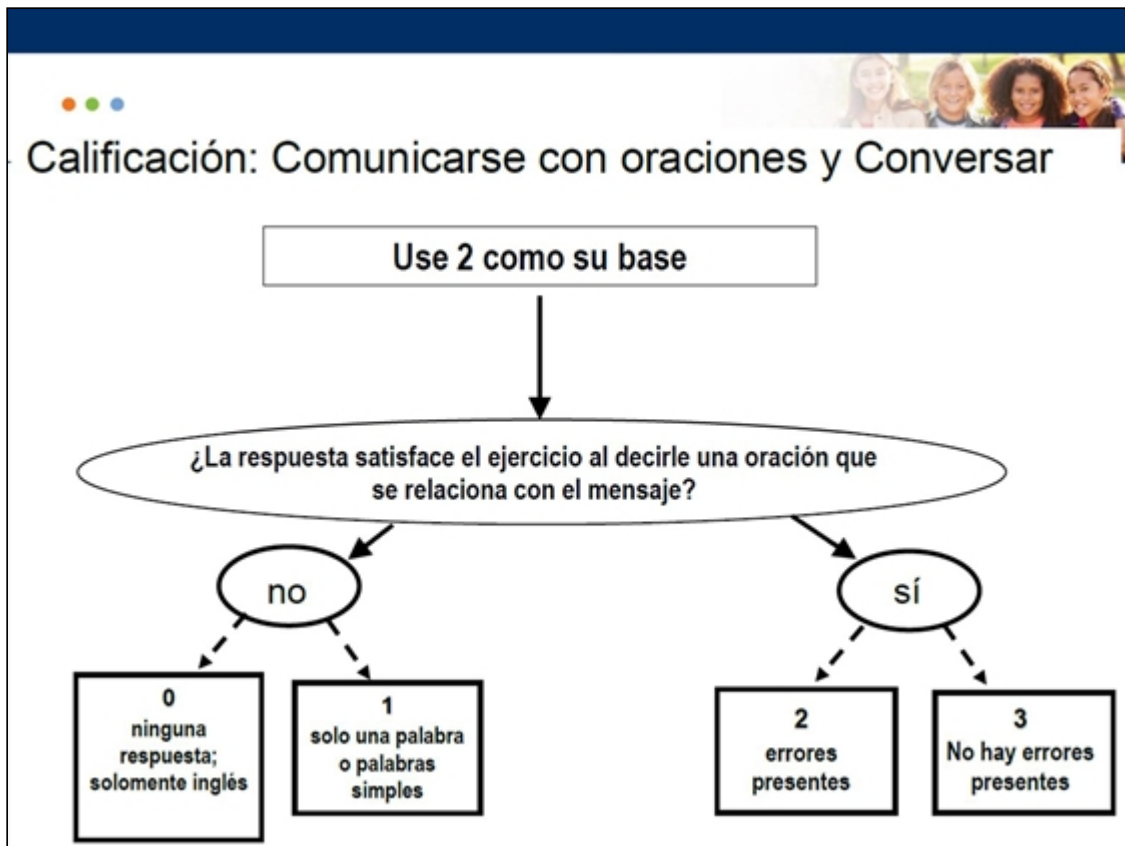 Calificación: Comunicarse con oraciones y Conversar
Use 2 como su base
¿La respuesta satisface el ejercicio al decirle una oración que
se relaciona con el mensaje?
no
sí
0
ninguna
respuesta;
solomente inglés
1
solo una palabra
o palabras
simples
2
errores
presentes
3
No hay errores
presentes